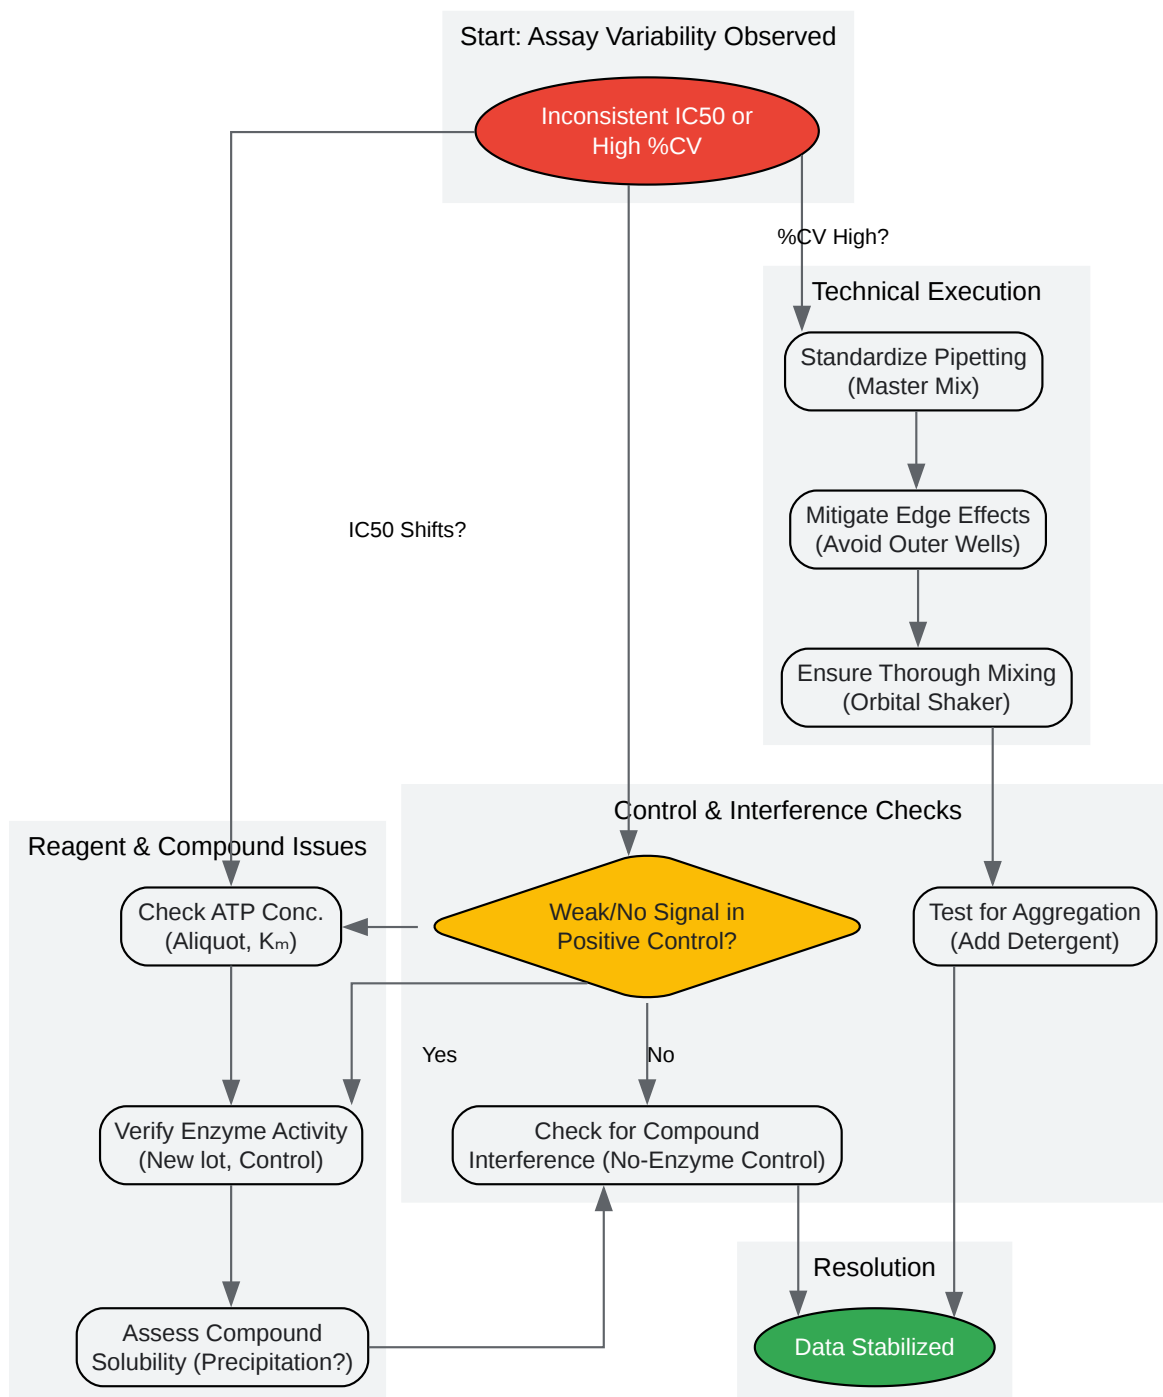 Start: Assay Variability Observed
Inconsistent IC50 or
High %CV
%CV High?
Technical Execution
Standardize Pipetting
(Master Mix)
Mitigate Edge Effects
(Avoid Outer Wells)
IC50 Shifts?
Ensure Thorough Mixing
(Orbital Shaker)
Control & Interference Checks
Reagent & Compound Issues
Check ATP Conc.
(Aliquot, Kₘ)
Weak/No Signal in
Positive Control?
Test for Aggregation
(Add Detergent)
Yes
No
Verify Enzyme Activity
(New lot, Control)
Check for Compound
Interference (No-Enzyme Control)
Resolution
Assess Compound
Solubility (Precipitation?)
Data Stabilized